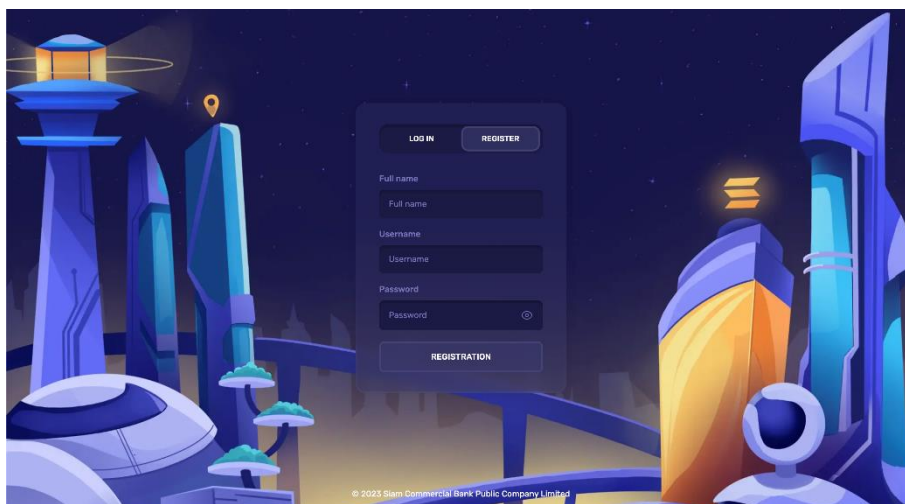 LOG IN
REGISTER
Full name
Full name
Username
Username
Password
Password
REGISTRATION
© 2023 Siam Commercial Bank Public Company Limited